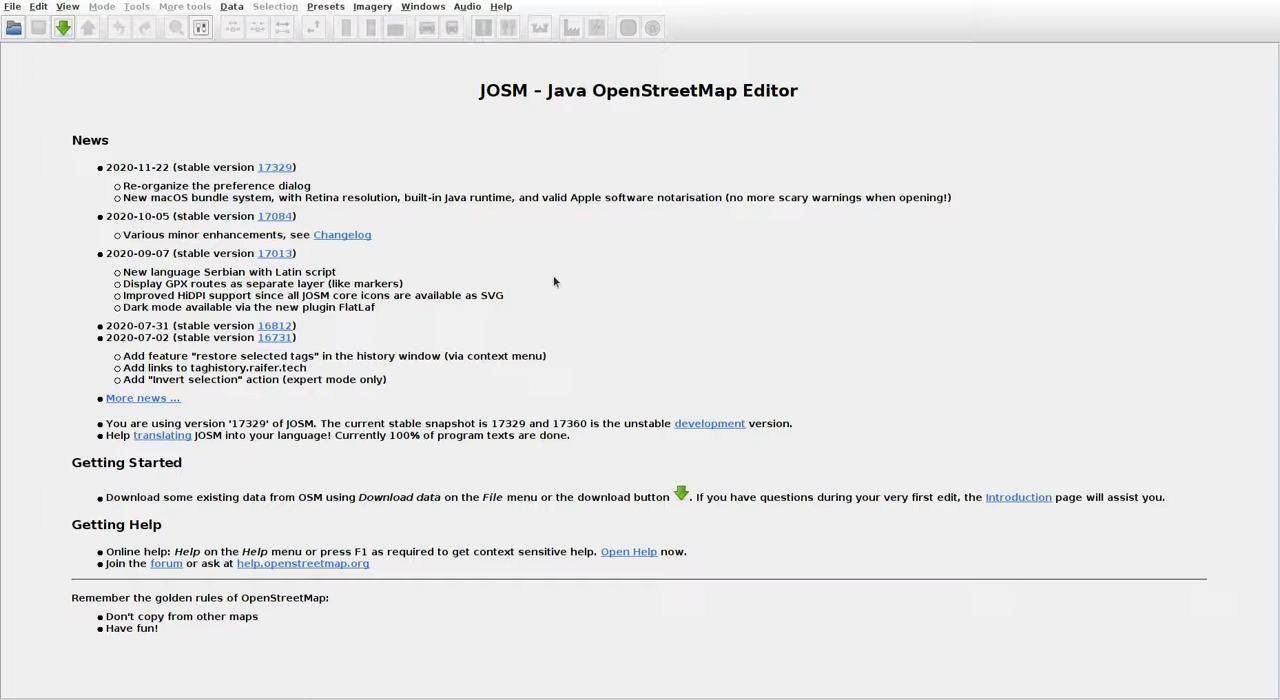 File Edit View Mode Tools More tools Data Selection Presets Imagery Windows Audio Help
JOSM – Java OpenStreetMap Editor
News
2020-11-22 (stable version 17329)
Re-organize the preference dialog
New macOS bundle system, with Retina resolution, built-in Java runtime, and valid Apple software notarisation (no more scary warnings when opening!)
2020-10-05 (stable version 17084)
Various minor enhancements, see Changelog
2020-09-07 (stable version 17013)
New language Serbian with Latin script
Display GPX routes as separate layer (like markers)
Improved HiDPI support since all JOSM core icons are available as SVG
Dark mode available via the new plugin FlatLaf
2020-07-31 (stable version 16812)
2020-07-02 (stable version 16731)
Add feature "restore selected tags" in the history window (via context menu)
Add links to taghistory.raifer.tech
Add "Invert selection" action (expert mode only)
More news ...
You are using version '17329' of JOSM. The current stable snapshot is 17329 and 17360 is the unstable development version.
Help translating JOSM into your language! Currently 100% of program texts are done.
Getting Started
Download some existing data from OSM using Download data on the File menu or the download button . If you have questions during your very first edit, the Introduction page will assist you.
Getting Help
Online help: Help on the Help menu or press F1 as required to get context sensitive help. Open Help now.
Join the forum or ask at help.openstreetmap.org
Remember the golden rules of OpenStreetMap:
Don't copy from other maps
Have fun!